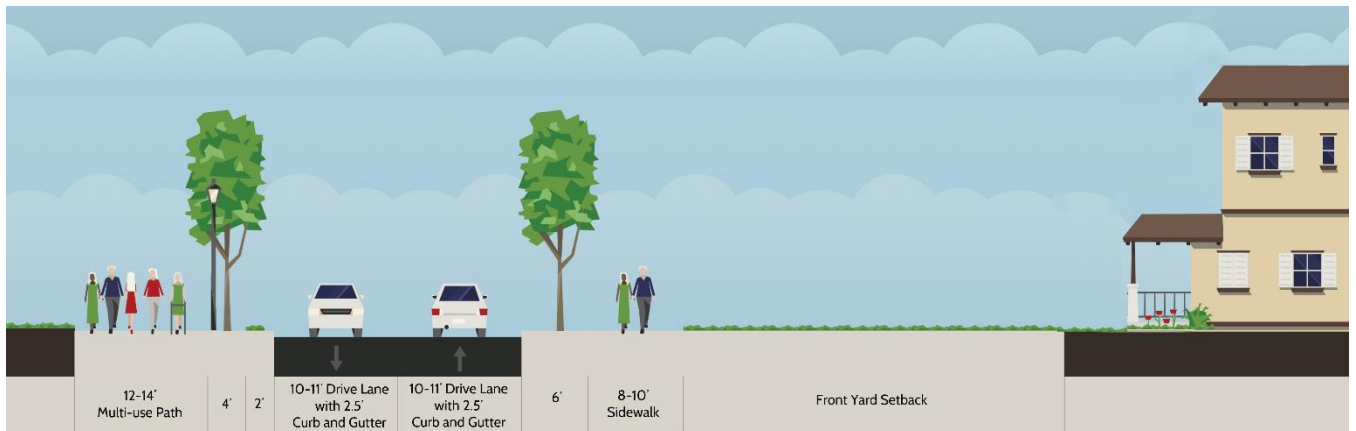 12-14'
Multi-use Path
4'
2'
10-11' Drive Lane
with 2.5'
Curb and Gutter
10-11' Drive Lane
with 2.5'
Curb and Gutter
6'
8-10'
Sidewalk
Front Yard Setback